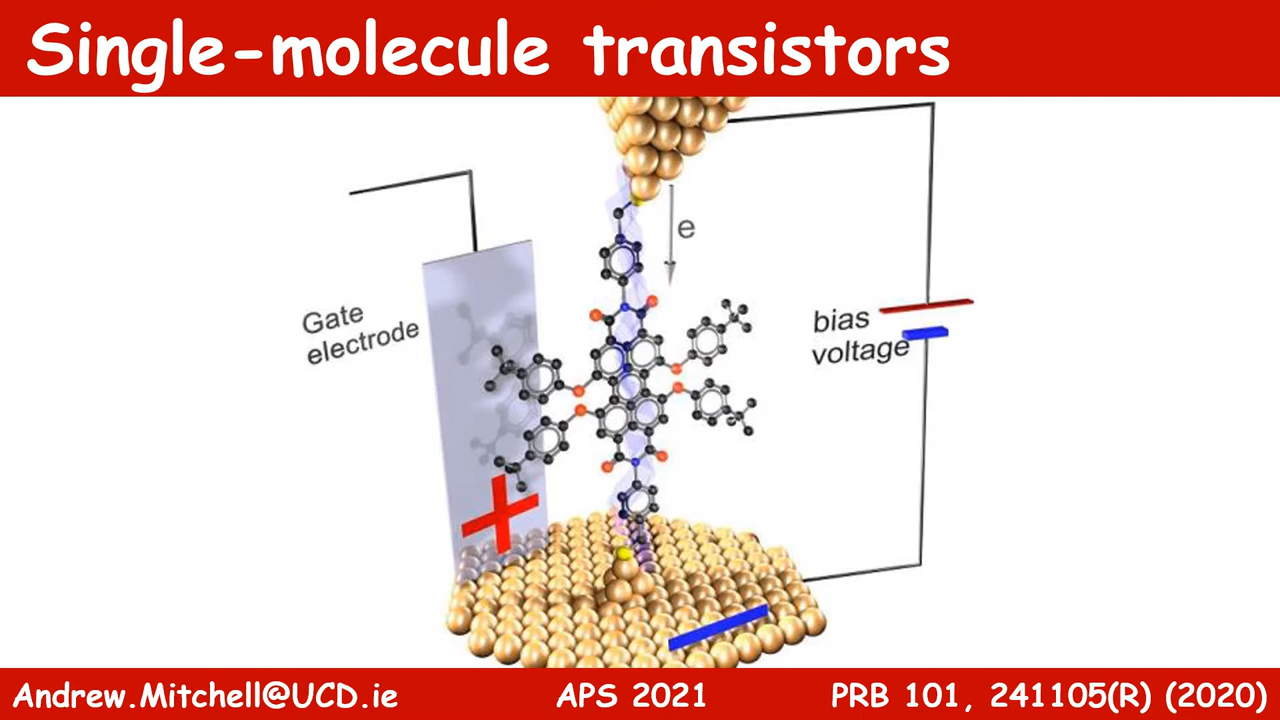 Single-molecule transistors
e
Gate
electrode
bias
voltage
Andrew.Mitchell@UCD.ie
APS 2021
PRB 101, 241105(R) (2020)